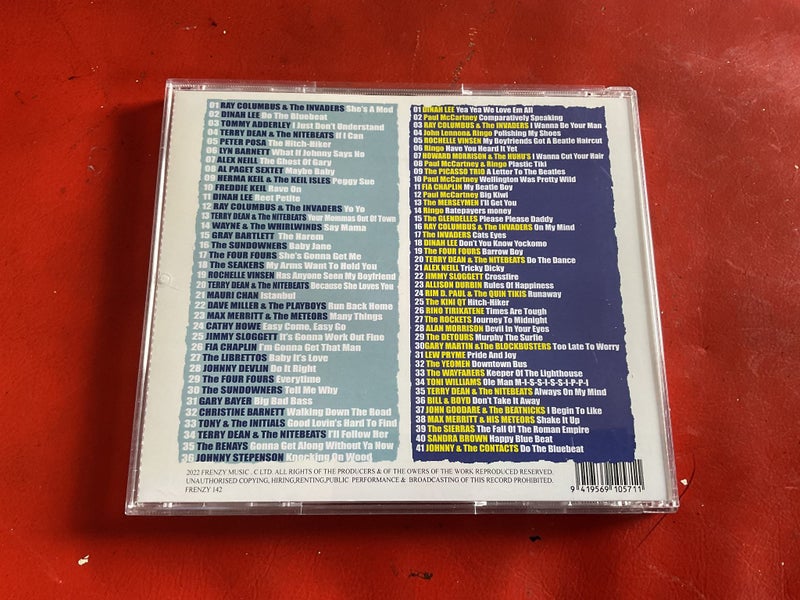 01 RAY COLUMBUS & The INVADERS She's A Mod
02 DINAH LEE Do The Bluebeat
03 TOMMY ADDERLEY I Just Don't Understand
04 TERRY DEAN & The NITEBEATS If I Can
05 PETER POSA The Hitch-Hiker
06 LYN BARNETT What If Johnny Says No
07 ALEX NEILL The Ghost Of Gary
08 AL PAGET SEXTET Maybe Baby
09 HERMA KEIL & The KEIL ISLES Peggy Sue
10 FREDDIE KEIL Rave On
11 DINAH LEE Reet Petite
12 RAY COLUMBUS & The INVADERS Yo Yo
13 TERRY DEAN & The NITEBEATS Your Mommas Out Of Town
14 WAYNE & The WHIRLWINDS Say Mama
15 GRAY BARTLETT The Harem
16 The SUNDOWNERS Baby Jane
17 The FOUR FOURS She's Gonna Get Me
18 The SEAKERS My Arms Want To Hold You
19 ROCHELLE VINSEN Has Anyone Seen My Boyfriend
20 TERRY DEAN & The NITEBEATS Because She Loves You
21 MAURI CHAN Istanbul
22 DAVE MILLER & The PLAYBOYS Run Back Home
23 MAX MERRITT & The METEORS Many Things
24 CATHY HOWE Easy Come, Easy Go
25 JIMMY SLOGGETT It's Gonna Work Out Fine
26 FIA CHAPLIN I'm Gonna Get That Man
27 The LIBRETTOS Baby It's Love
28 JOHNNY DEVLIN Do It Right
29 The FOUR FOURS Everytime
30 The SUNDOWNERS Tell Me Why
31 GARY BAYER Big Bad Bass
32 CHRISTINE BARNETT Walking Down The Road
33 TONY & The INITIALS Good Lovin's Hard To Find
34 TERRY DEAN & The NITEBEATS I'll Follow Her
35 The RENAYS Gonna Get Along Without Ya Now
36 JOHNNY STEPENSON Knocking On Wood
01 DINAH LEE Yea Yea We Love Em All
02 Paul McCartney Comparatively Speaking
03 RAY COLUMBUS & The INVADERS I Wanna Be Your Man
04 John Lennon& Ringo Polishing My Shoes
05 ROCHELLE VINSEN My Boyfriends Got A Beatle Haircut
06 Ringo Have You Heard It Yet
07 HOWARD MORRISON & The HUHU'S I Wanna Cut Your Hair
08 Paul McCartney & Ringo Plastic Tiki
09 The PICASSO TRIO A Letter To The Beatles
10 Paul McCartney Wellington Was Pretty Wild
11 FIA CHAPLIN My Beatle Boy
12 Paul McCartney Big Kiwi
13 The MERSEYMEN I'll Get You
14 Ringo Ratepayers money
15 The GLENDELLES Please Please Daddy
16 RAY COLUMBUS & The INVADERS On My Mind
17 The INVADERS Cats Eyes
18 DINAH LEE Don't You Know Yockomo
19 The FOUR FOURS Barrow Boy
20 TERRY DEAN & The NITEBEATS Do The Dance
21 ALEX NEILL Tricky Dicky
22 JIMMY SLOGGETT Crossfire
23 ALLISON DURBIN Rules Of Happiness
24 RIM D. PAUL & The QUIN TIKIS Runaway
25 The KINI QT Hitch-Hiker
26 RINO TIRIKATENE Times Are Tough
27 The ROCKETS Journey To Midnight
28 ALAN MORRISON Devil In Your Eyes
29 The DETOURS Murphy The Surfie
30GARY MARTIN &The BLOCKBUSTERS Too Late To Worry
31 LEW PRYME Pride And Joy
32 The YEOMEN Downtown Bus
33 The WAYFARERS Keeper Of The Lighthouse
34 TONI WILLIAMS Ole Man M-I-S-S-I-S-S-I-P-P-I
35 TERRY DEAN & The NITEBEATS Always On My Mind
36 BILL & BOYD Don't Take It Away
37 JOHN GOODARE & The BEATNICKS I Begin To Like
38 MAX MERRITT & HIS METEORS Shake It Up
39 The SIERRAS The Fall Of The Roman Empire
40 SANDRA BROWN Happy Blue Beat
41 JOHNNY & The CONTACTS Do The Bluebeat
2022 FRENZY MUSIC . C LTD. ALL RIGHTS OF THE PRODUCERS & OF THE OWERS OF THE WORK REPRODUCED RESERVED.
UNAUTHORISED COPYING, HIRING,RENTING,PUBLIC PERFORMANCE & BROADCASTING OF THIS RECORD PROHIBITED.
FRENZY 142
9 419569 105711